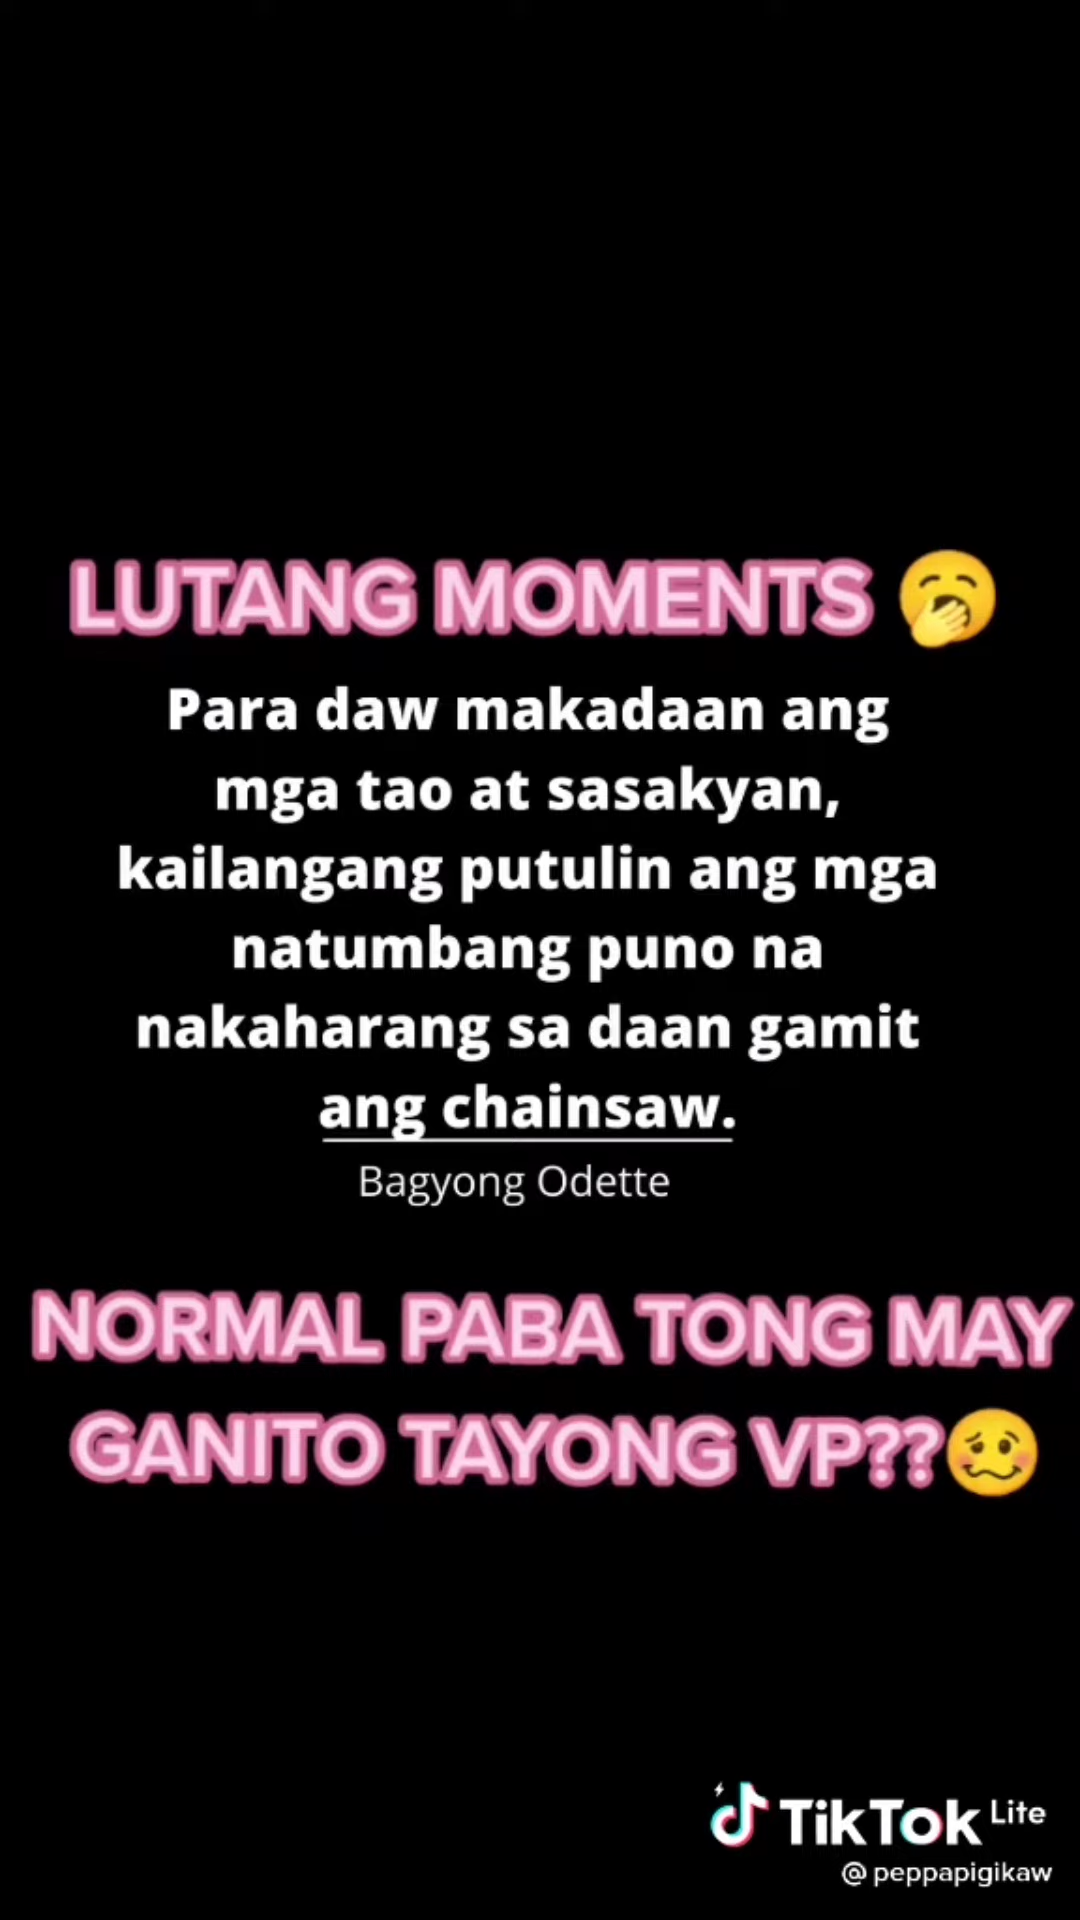 LUTANG MOMENTS 🥱
Para daw makadaan ang
mga tao at sasakyan,
kailangang putulin ang mga
natumbang puno na
nakaharang sa daan gamit
ang chainsaw.
Bagyong Odette
NORMAL PABA TONG MAY
GANITO TAYONG VP??🥴
TikTok Lite
@peppapigikaw